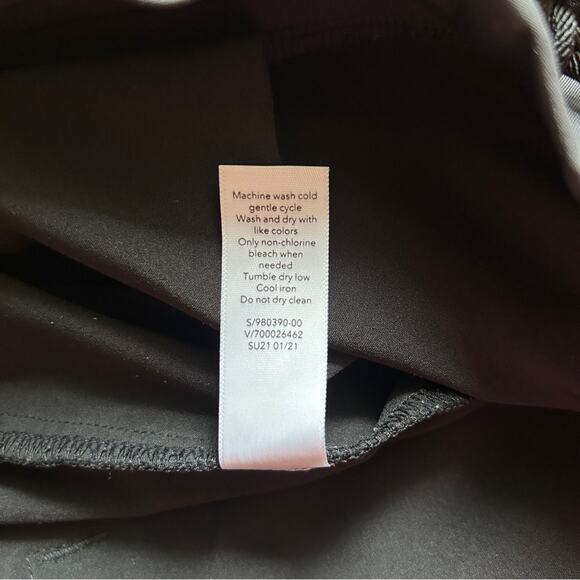 Machine wash cold
gentle cycle
Wash and dry with
like colors
Only non-chlorine
bleach when
needed
Tumble dry low
Cool iron
Do not dry clean
S/980390-00
V/700026462
SU21 01/21